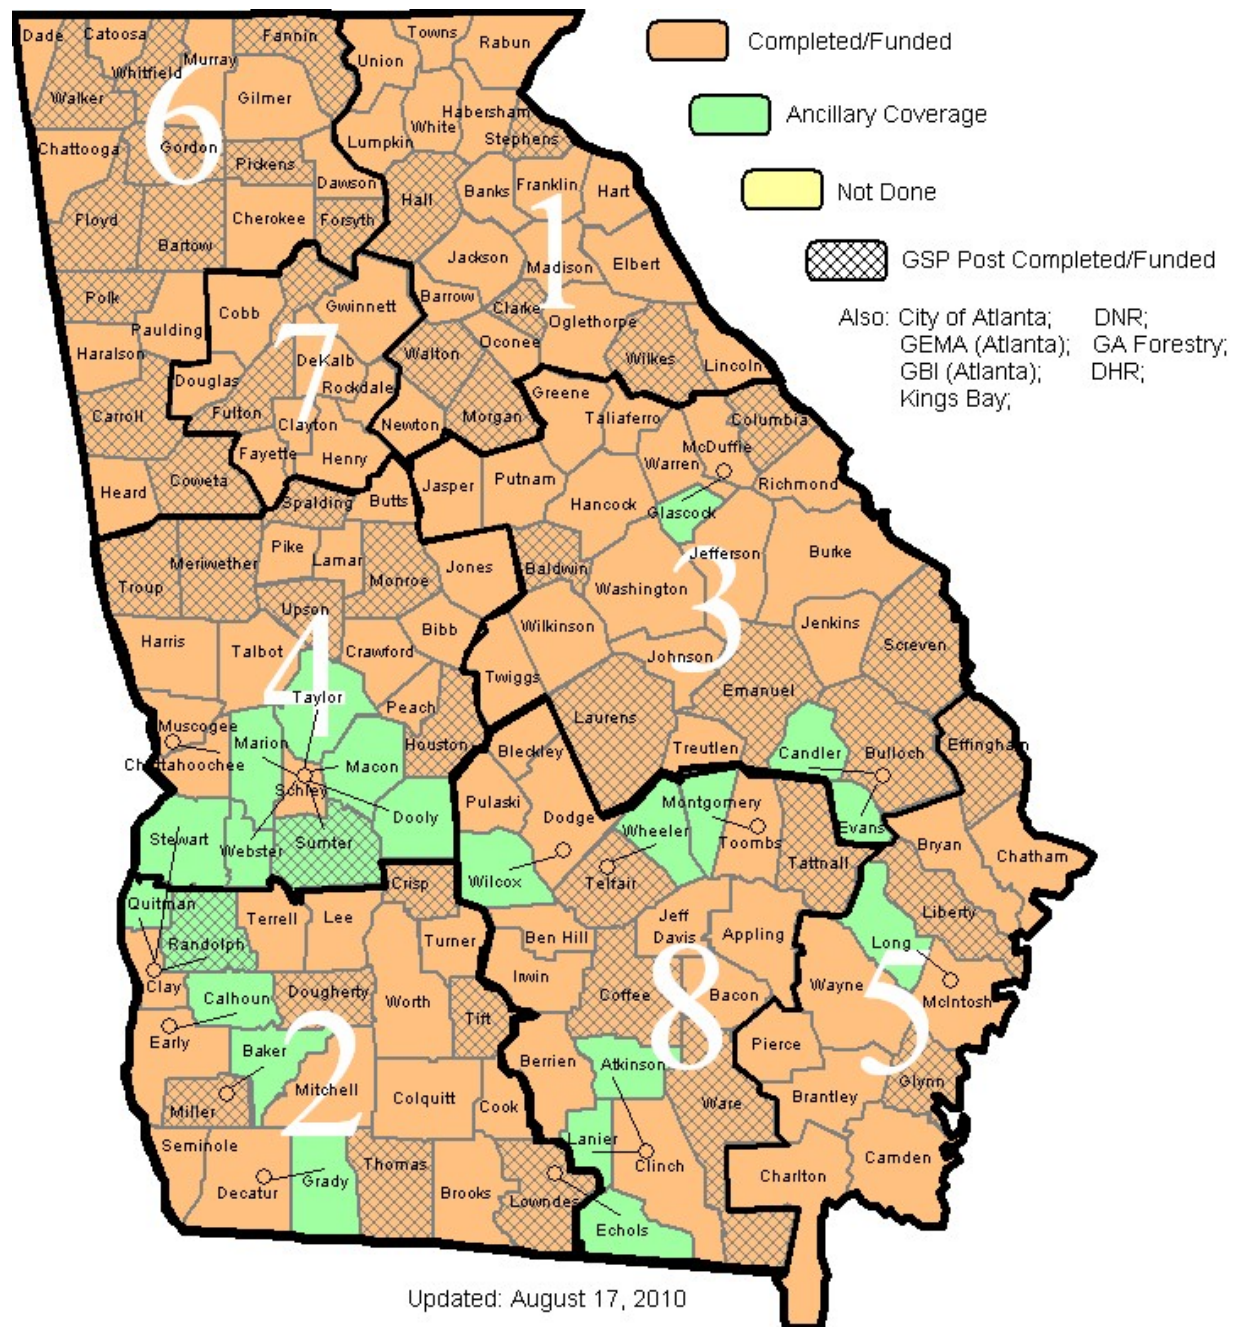 Completed/Funded
Ancillary Coverage
Not Done
GSP Post Completed/Funded
Also: City of Atlanta; DNR;
GEMA (Atlanta); GA Forestry;
GBI (Atlanta); DHR;
Kings Bay;
Dade
Catoosa
Whitfield
Murray
Fannin
Walker
Gilmer
Chattooga
Gordon
Pickens
Dawson
Floyd
Bartow
Cherokee
Forsyth
Polk
Paulding
Haralson
Carroll
Heard
Coweta
6
Towns
Rabun
Union
Habersham
White
Stephens
Lumpkin
Hall
Banks
Franklin
Hart
Jackson
Madison
Elbert
Barrow
Clarke
Oglethorpe
Oconee
Walton
Wilkes
Lincoln
Morgan
Newton
1
Cobb
Gwinnett
DeKalb
Rockdale
Douglas
Fulton
Clayton
Fayette
Henry
7
Greene
Taliaferro
Columbia
McDuffie
Warren
Richmond
Jasper
Putnam
Hancock
Glascock
Jefferson
Burke
Baldwin
Washington
Wilkinson
Jenkins
Screven
Johnson
Emanuel
Twiggs
Laurens
Treutlen
Candler
Bulloch
3
Spalding
Butts
Pike
Lamar
Meriwether
Troup
Monroe
Jones
Upson
Harris
Talbot
Crawford
Bibb
Taylor
Peach
Houston
Muscogee
Chattahoochee
Marion
Macon
Schley
Dooly
Stewart
Webster
Sumter
4
Bleckley
Pulaski
Dodge
Montgomery
Wheeler
Toombs
Tattnall
Wilcox
Telfair
Ben Hill
Jeff
Davis
Appling
Irwin
Coffee
Bacon
Berrien
Atkinson
Ware
Lanier
Clinch
Echols
8
Effingham
Evans
Bryan
Chatham
Liberty
Long
Wayne
McIntosh
Pierce
Glynn
Brantley
Camden
Charlton
5
Crisp
Quitman
Terrell
Lee
Randolph
Turner
Clay
Calhoun
Dougherty
Worth
Tift
Early
Baker
Mitchell
Miller
Colquitt
Cook
Seminole
Decatur
Grady
Thomas
Brooks
Lowndes
2
Updated: August 17, 2010